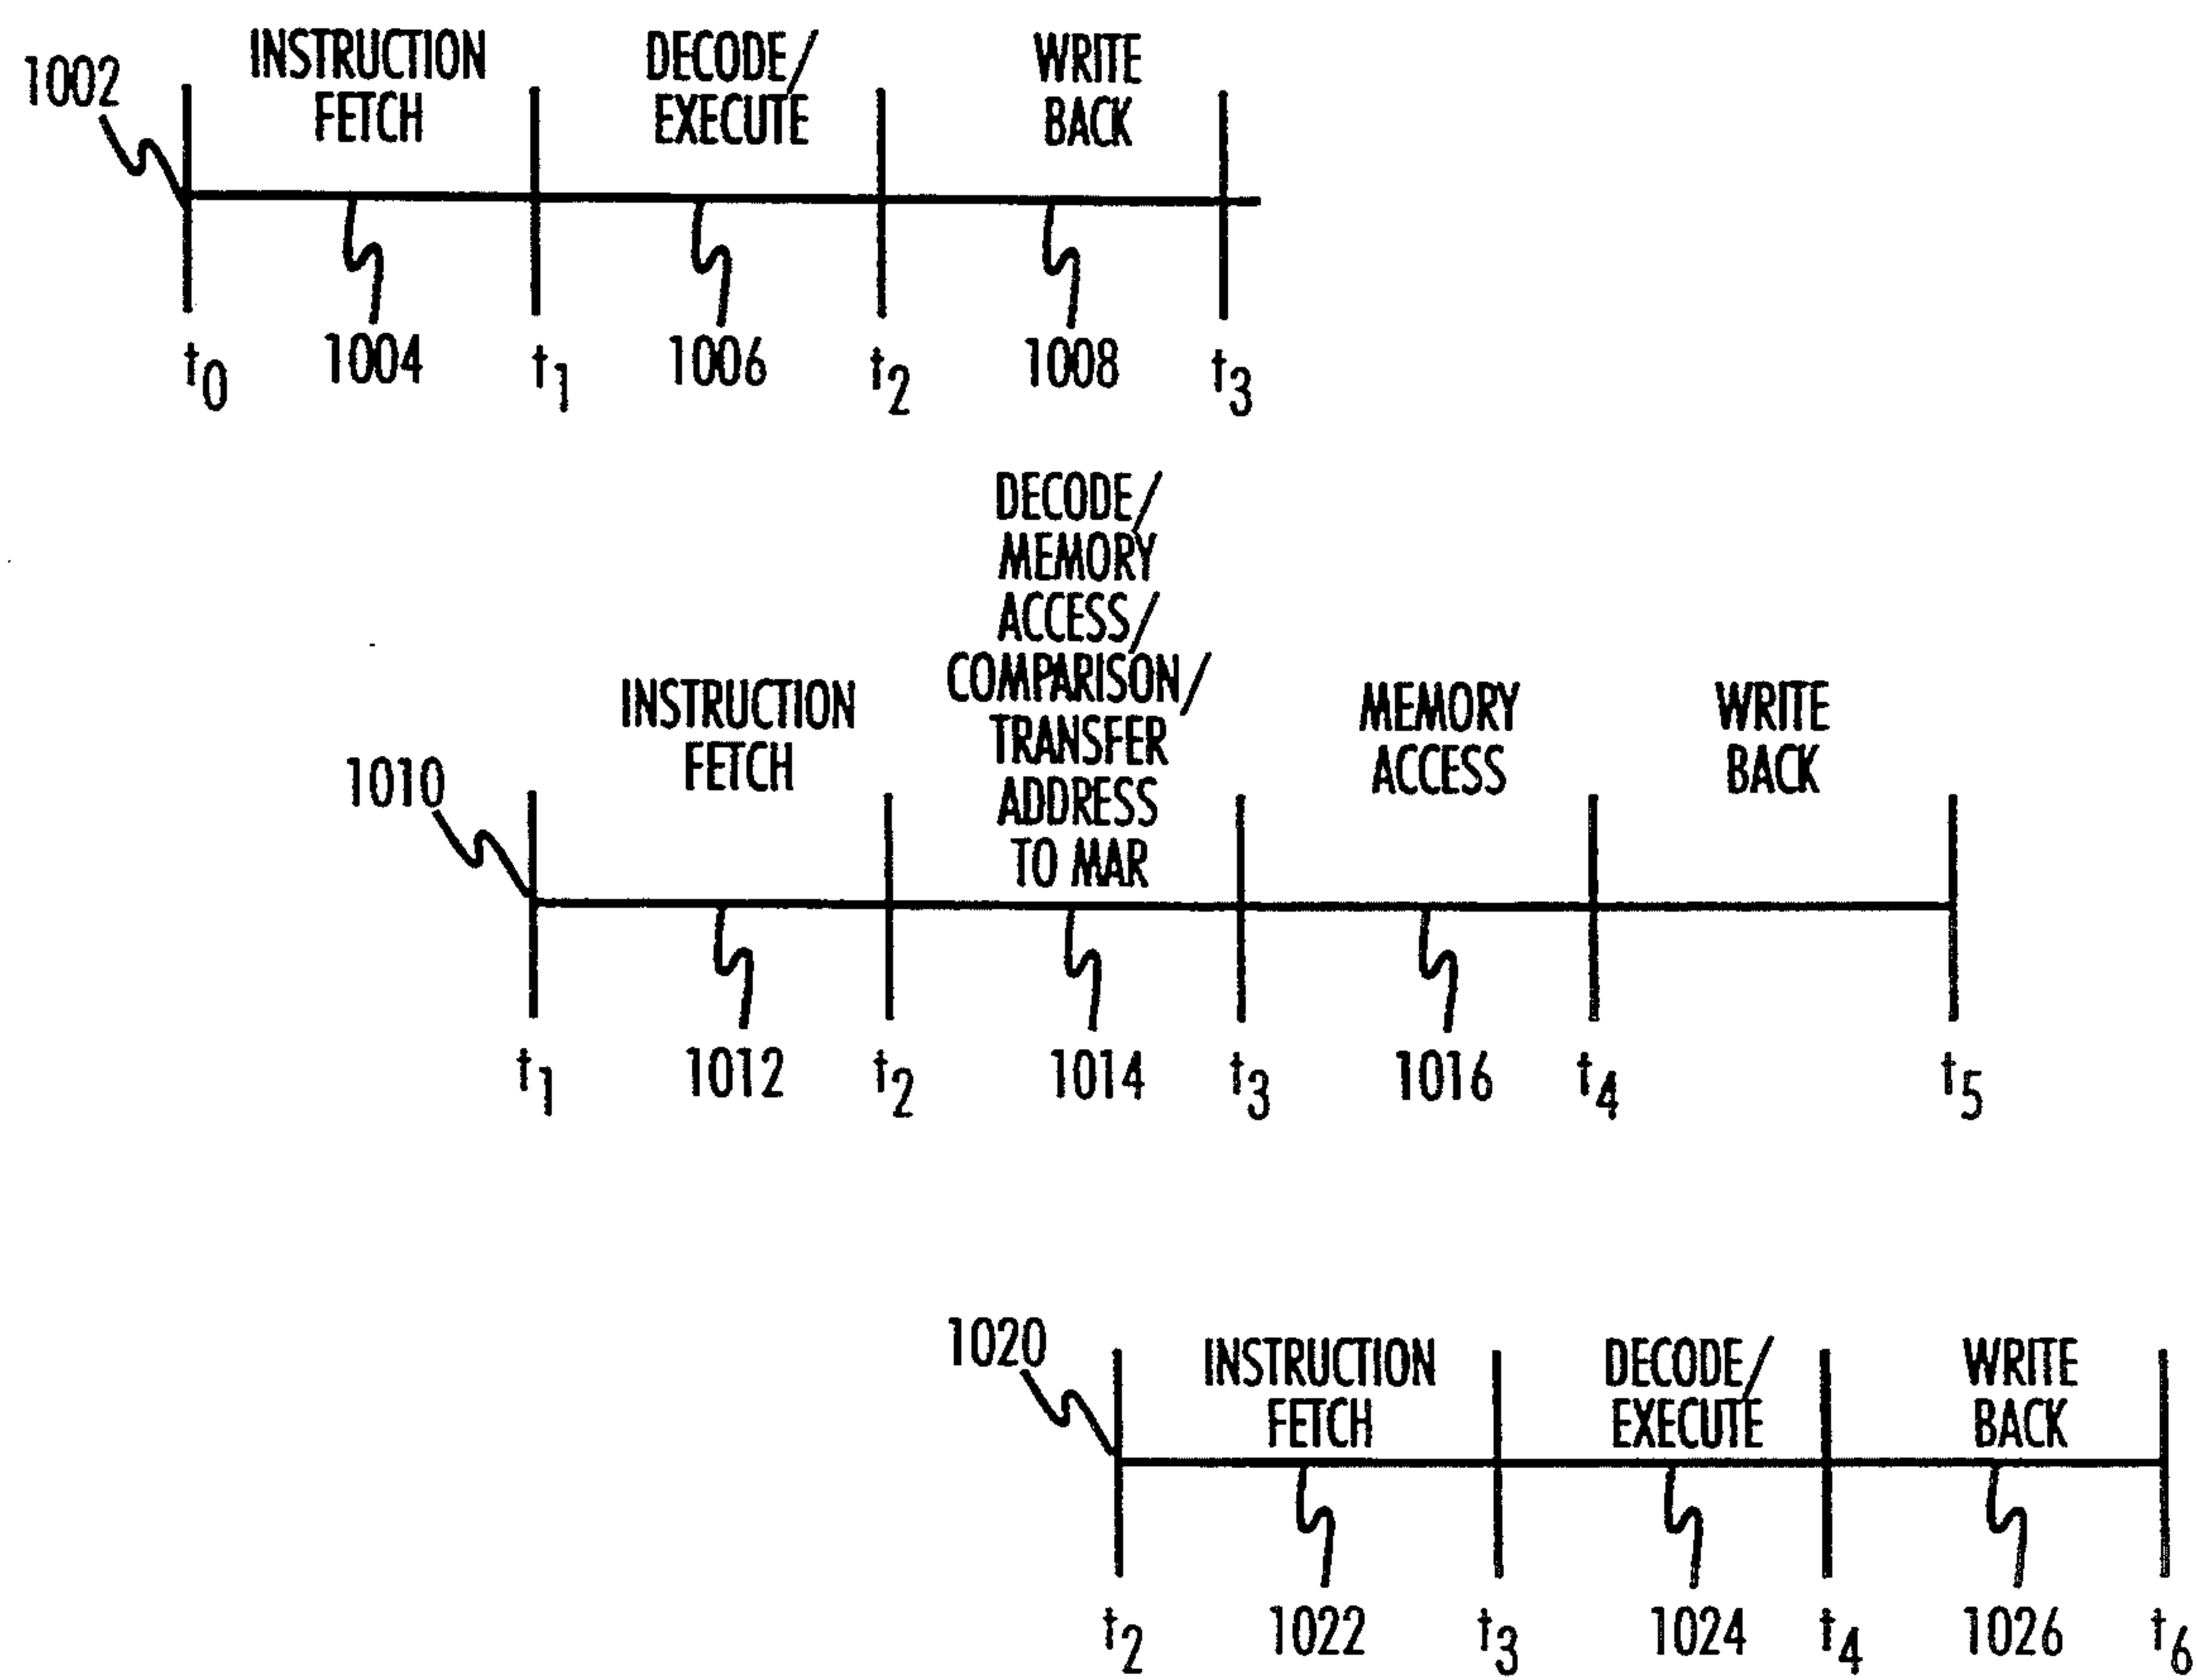 1002
INSTRUCTION
FETCH
DECODE/
EXECUTE
WRITE
BACK
t0
1004
t1
1006
t2
1008
t3
1010
INSTRUCTION
FETCH
DECODE/
MEMORY
ACCESS/
COMPARISON/
TRANSFER
ADDRESS
TO MAR
MEMORY
ACCESS
WRITE
BACK
t1
1012
t2
1014
t3
1016
t4
t5
1020
INSTRUCTION
FETCH
DECODE/
EXECUTE
WRITE
BACK
t2
1022
t3
1024
t4
1026
t6